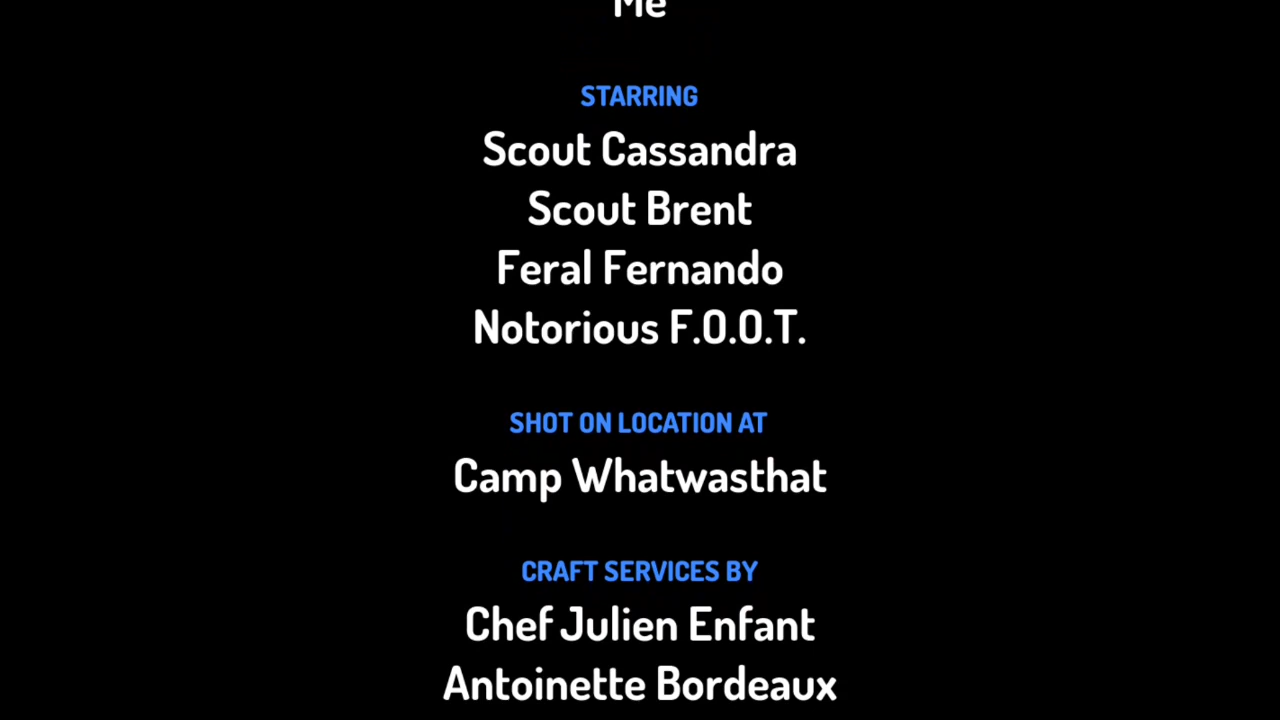 Me
STARRING
Scout Cassandra
Scout Brent
Feral Fernando
Notorious F.O.O.T.
SHOT ON LOCATION AT
Camp Whatwasthat
CRAFT SERVICES BY
Chef Julien Enfant
Antoinette Bordeaux